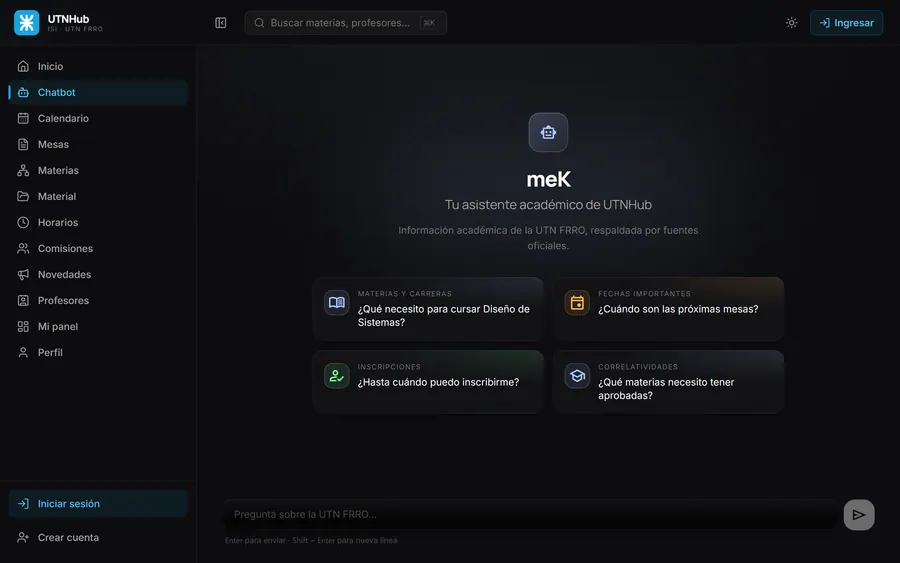 UTNHub
ISI · UTN FRRO
Buscar materias, profesores...
⌘K
Ingresar
Inicio
Chatbot
Calendario
Mesas
Materias
Material
Horarios
Comisiones
Novedades
Profesores
Mi panel
Perfil
Iniciar sesión
Crear cuenta
meK
Tu asistente académico de UTNHub
Información académica de la UTN FRRO, respaldada por fuentes
oficiales.
MATERIAS Y CARRERAS
¿Qué necesito para cursar Diseño de
Sistemas?
FECHAS IMPORTANTES
¿Cuándo son las próximas mesas?
INSCRIPCIONES
¿Hasta cuándo puedo inscribirme?
CORRELATIVIDADES
¿Qué materias necesito tener
aprobadas?
Pregunta sobre la UTN FRRO...
Enter para enviar · Shift + Enter para nueva línea